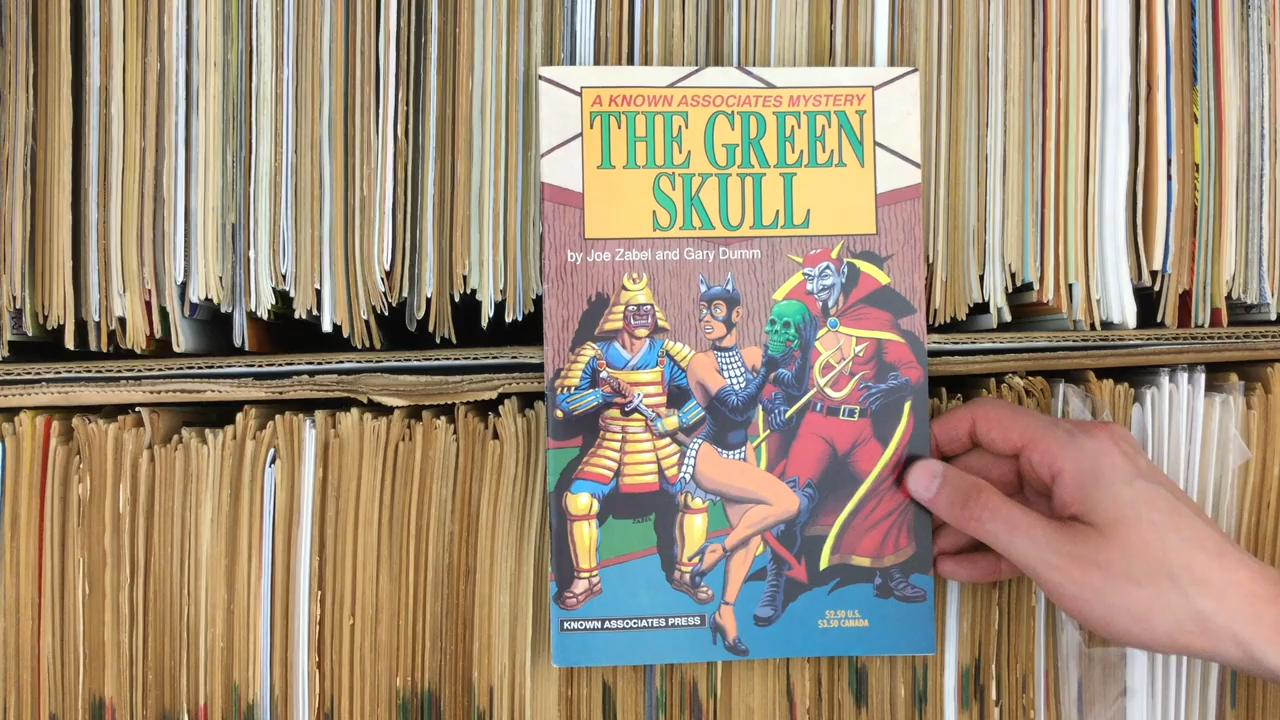 A KNOWN ASSOCIATES MYSTERY
THE GREEN
SKULL
by Joe Zabel and Gary Dumm
ZABEL
KNOWN ASSOCIATES PRESS
$2.50 U.S.
$3.50 CANADA